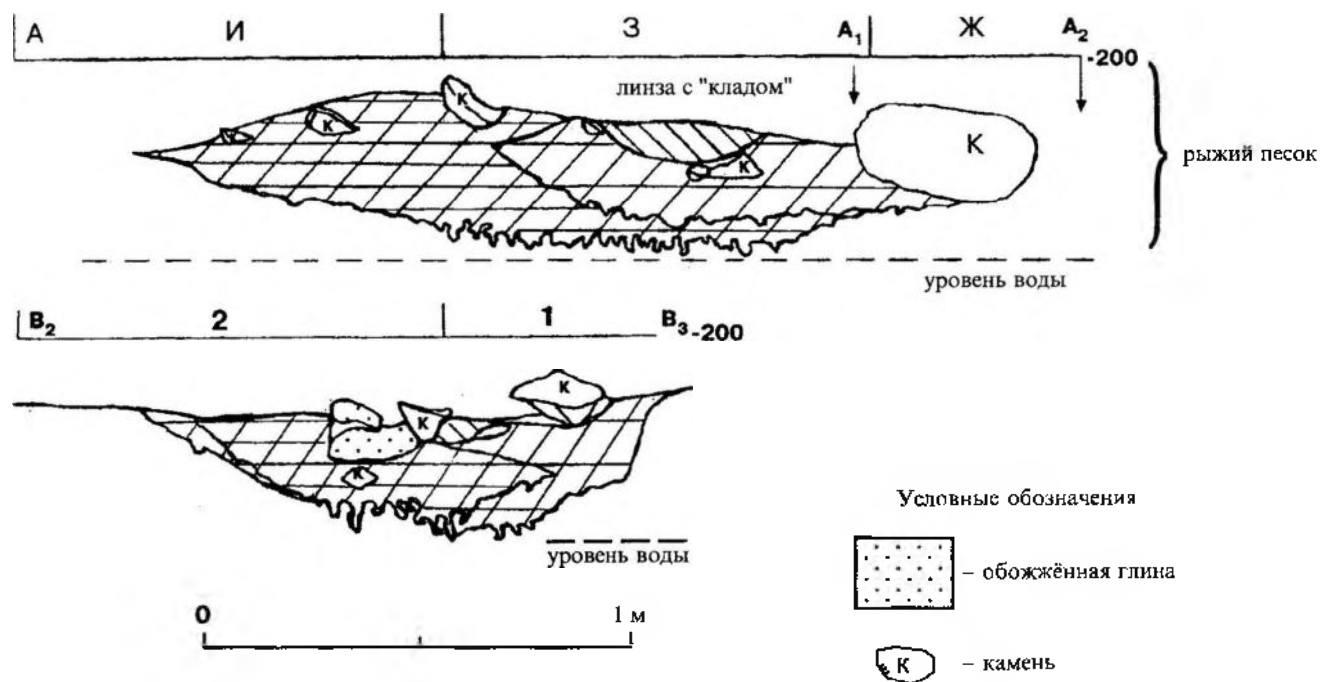 А И З А₁ Ж А₂ -200
линза с "кладом"
К
К
К
К
К
рыжий песок
уровень воды
В₂ 2 1 В₃ -200
К
К
К
уровень воды
Условные обозначения
– обожжённая глина
0 1 м
К – камень